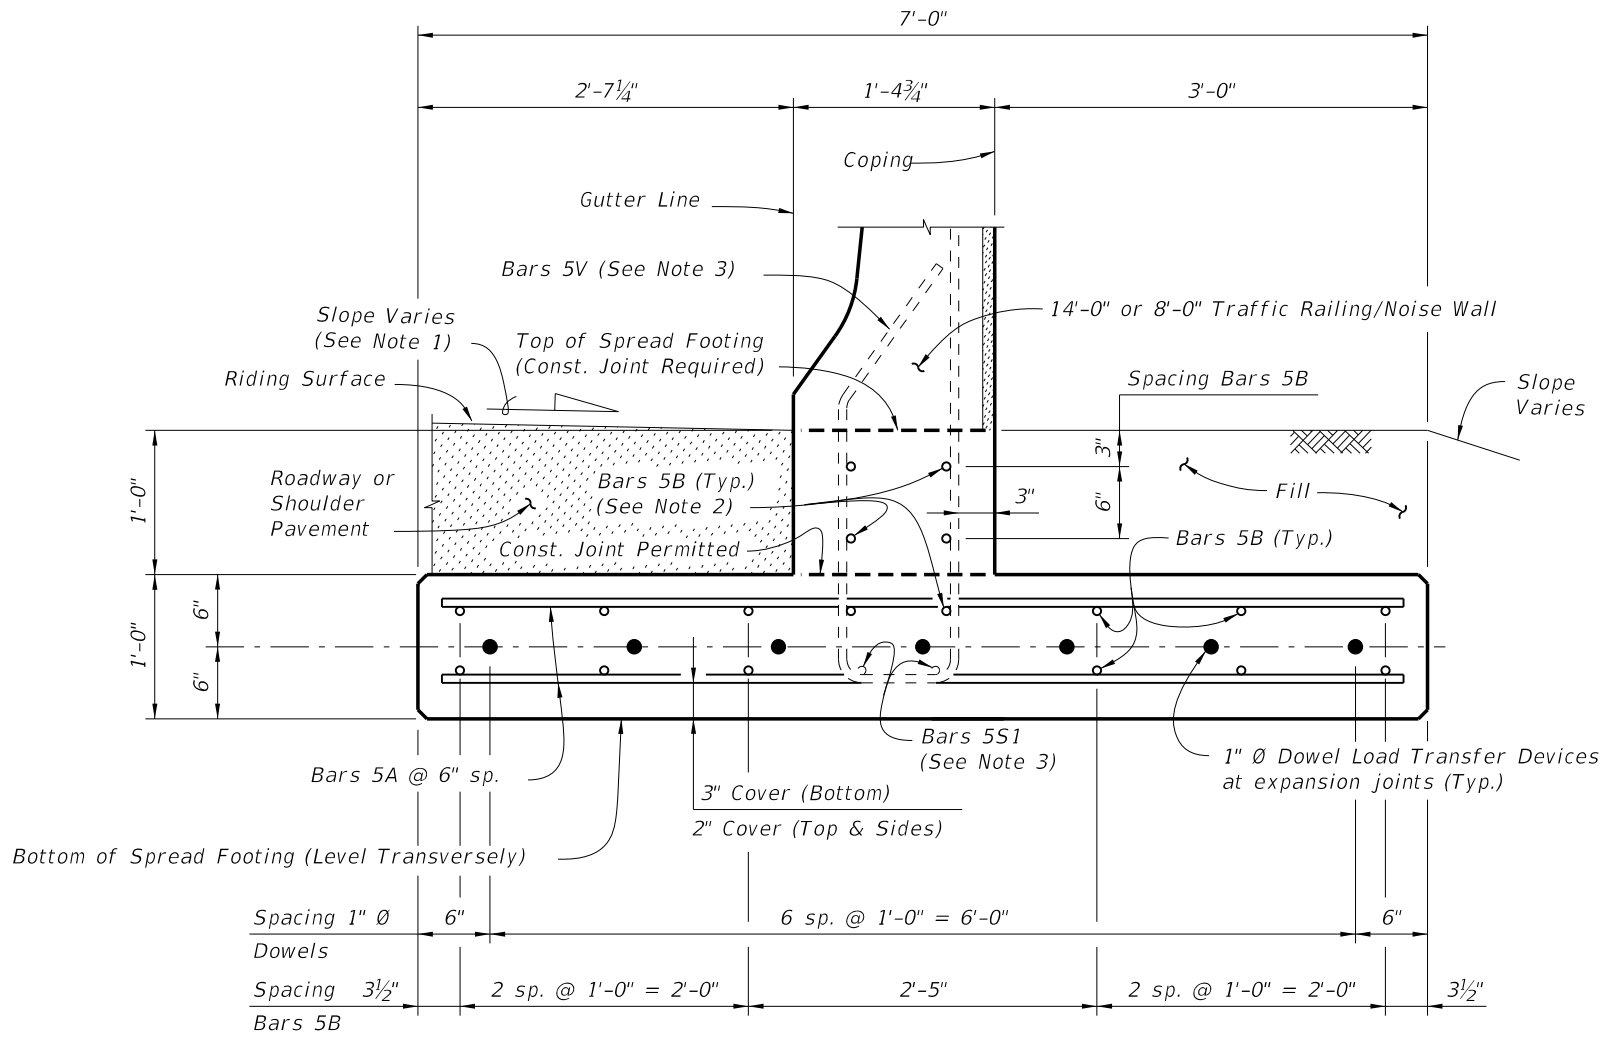 7'-0"
2'-7¼"
1'-4¾"
3'-0"
Coping
Gutter Line
Bars 5V (See Note 3)
14'-0" or 8'-0" Traffic Railing/Noise Wall
Slope Varies
(See Note 1)
Top of Spread Footing
(Const. Joint Required)
Riding Surface
Spacing Bars 5B
Slope
Varies
3"
6"
1'-0"
Roadway or
Shoulder
Pavement
Bars 5B (Typ.)
(See Note 2)
3"
Fill
Const. Joint Permitted
Bars 5B (Typ.)
1'-0"
6"
6"
Bars 5S1
(See Note 3)
1" Ø Dowel Load Transfer Devices
at expansion joints (Typ.)
Bars 5A @ 6" sp.
3" Cover (Bottom)
2" Cover (Top & Sides)
Bottom of Spread Footing (Level Transversely)
Spacing 1" Ø
Dowels
6"
6 sp. @ 1'-0" = 6'-0"
6"
Spacing
Bars 5B
3½"
2 sp. @ 1'-0" = 2'-0"
2'-5"
2 sp. @ 1'-0" = 2'-0"
3½"